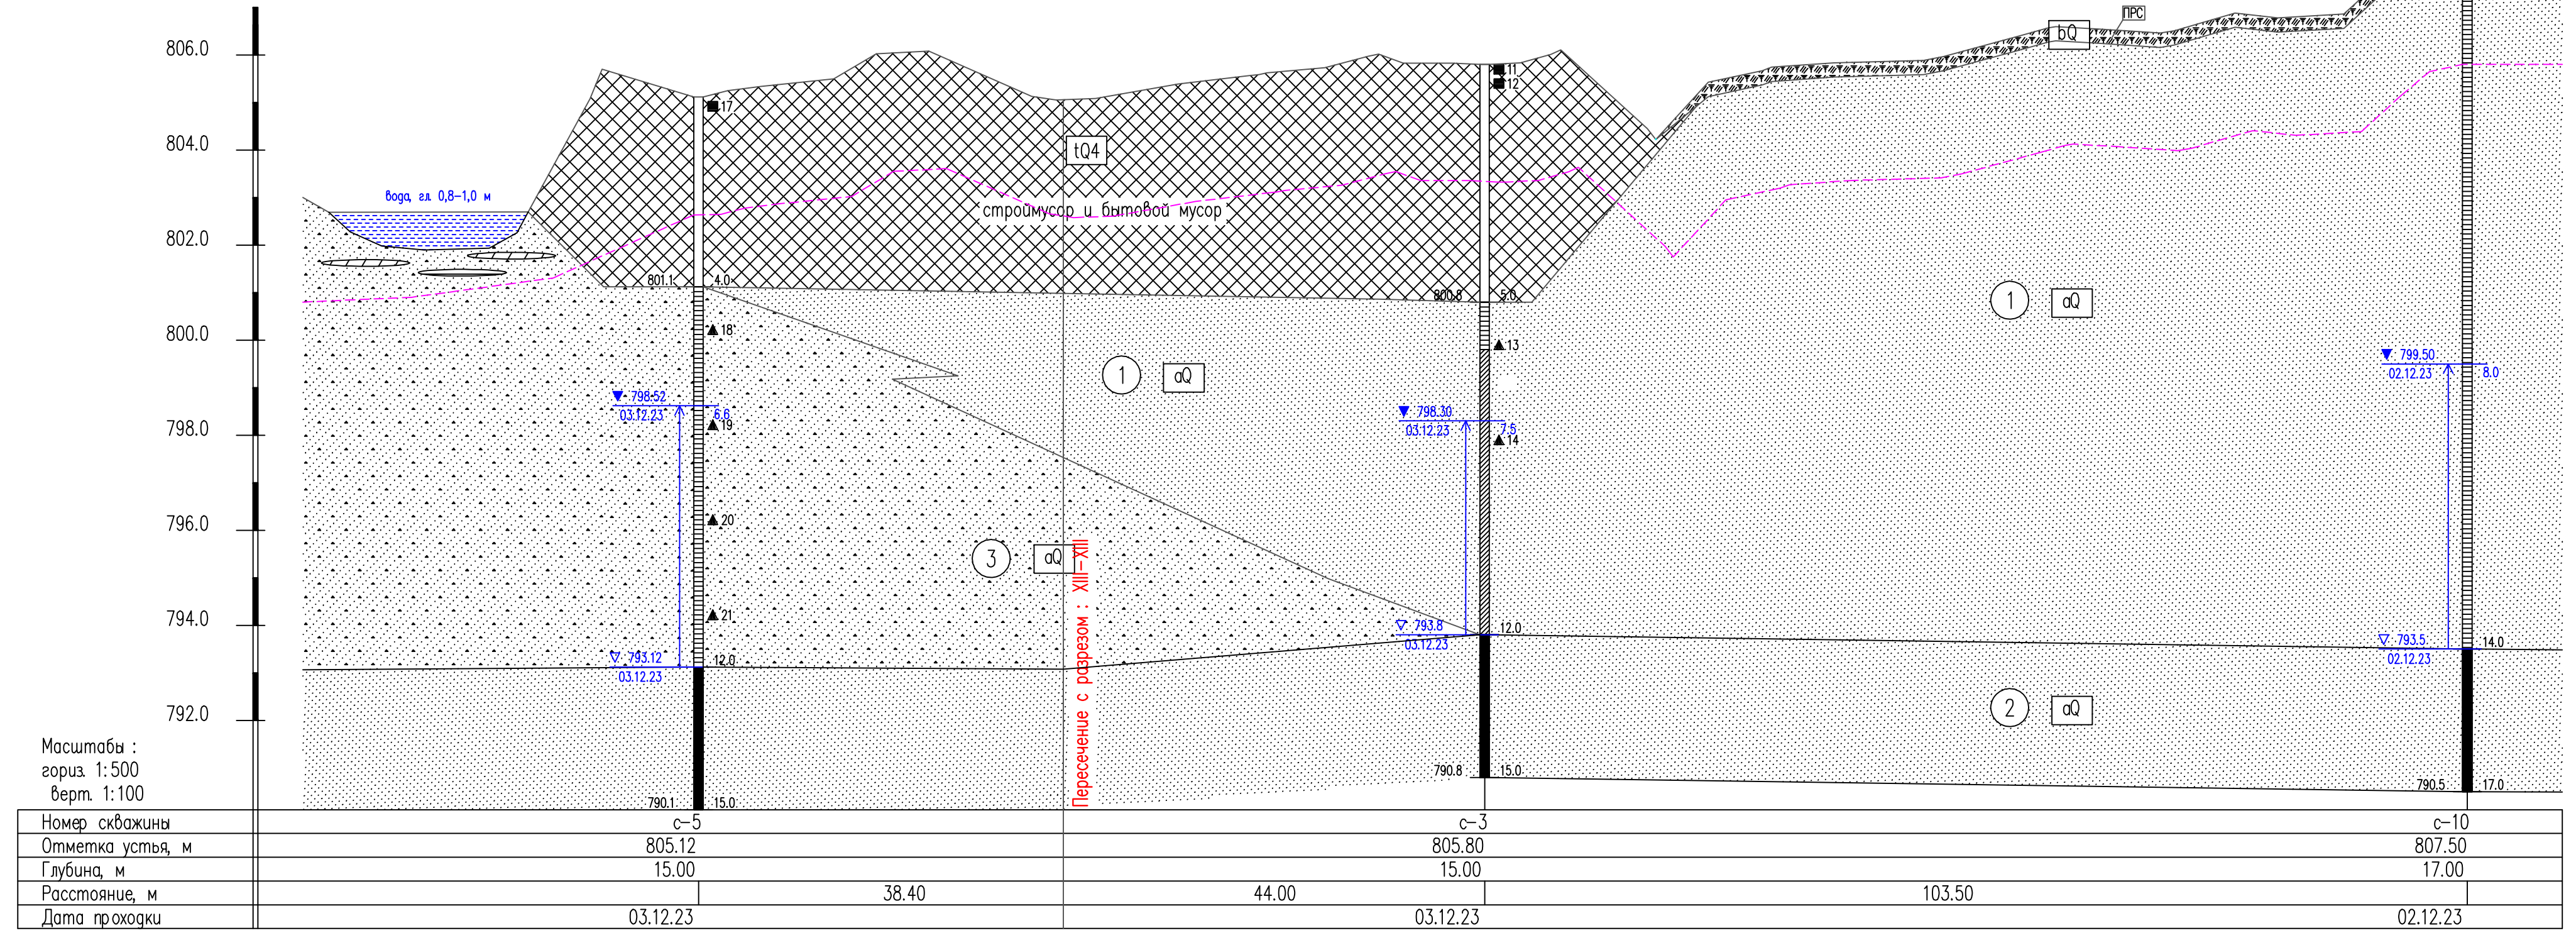 ПРС
806.0
bQ
11
12
17
804.0
tQ4
вода, гл 0,8-1,0 м
строймусор и бытовой мусор
802.0
801.1
4.0
800.8
5.0
1
aQ
800.0
18
13
799.50
02.12.23
8.0
1
aQ
798.52
03.12.23
6.6
798.30
03.12.23
7.5
798.0
19
14
796.0
20
3
aQ
Пересечение с разрезом : XIII-XIII
794.0
21
793.8
03.12.23
12.0
793.5
02.12.23
14.0
793.12
03.12.23
12.0
792.0
2
aQ
Масштабы :
гориз. 1:500
верт. 1:100
790.8
15.0
790.5
17.0
790.1
15.0
Номер скважины с-5 с-3 с-10
Отметка устья, м 805.12 805.80 807.50
Глубина, м 15.00 15.00 17.00
Расстояние, м 38.40 44.00 103.50
Дата проходки 03.12.23 03.12.23 02.12.23